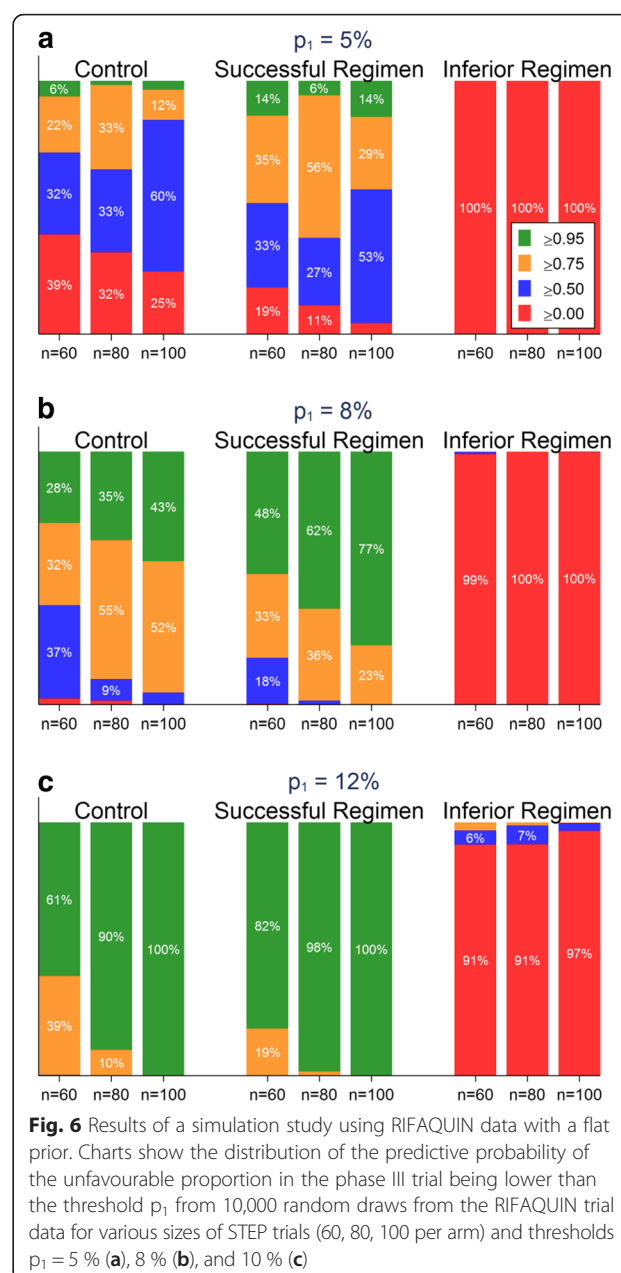 a
p₁ = 5%
Control Successful Regimen Inferior Regimen
6% 14% 6% 14%
22% 33% 12% 35% 56% 29%
32% 33% 60% 33% 27% 53% 100% 100% 100%
39% 32% 25% 19% 11%
≥0.95
≥0.75
≥0.50
≥0.00
n=60 n=80 n=100 n=60 n=80 n=100 n=60 n=80 n=100
b
p₁ = 8%
Control Successful Regimen Inferior Regimen
28% 35% 43% 48% 62% 77%
32% 55% 52% 33% 36% 23% 99% 100% 100%
37% 9% 18%
n=60 n=80 n=100 n=60 n=80 n=100 n=60 n=80 n=100
c
p₁ = 12%
Control Successful Regimen Inferior Regimen
6% 7%
61% 90% 100% 82% 98% 100% 91% 91% 97%
39% 10% 19%
n=60 n=80 n=100 n=60 n=80 n=100 n=60 n=80 n=100
Fig. 6 Results of a simulation study using RIFAQUIN data with a flat
prior. Charts show the distribution of the predictive probability of
the unfavourable proportion in the phase III trial being lower than
the threshold p₁ from 10,000 random draws from the RIFAQUIN trial
data for various sizes of STEP trials (60, 80, 100 per arm) and thresholds
p₁ = 5 % (a), 8 % (b), and 10 % (c)